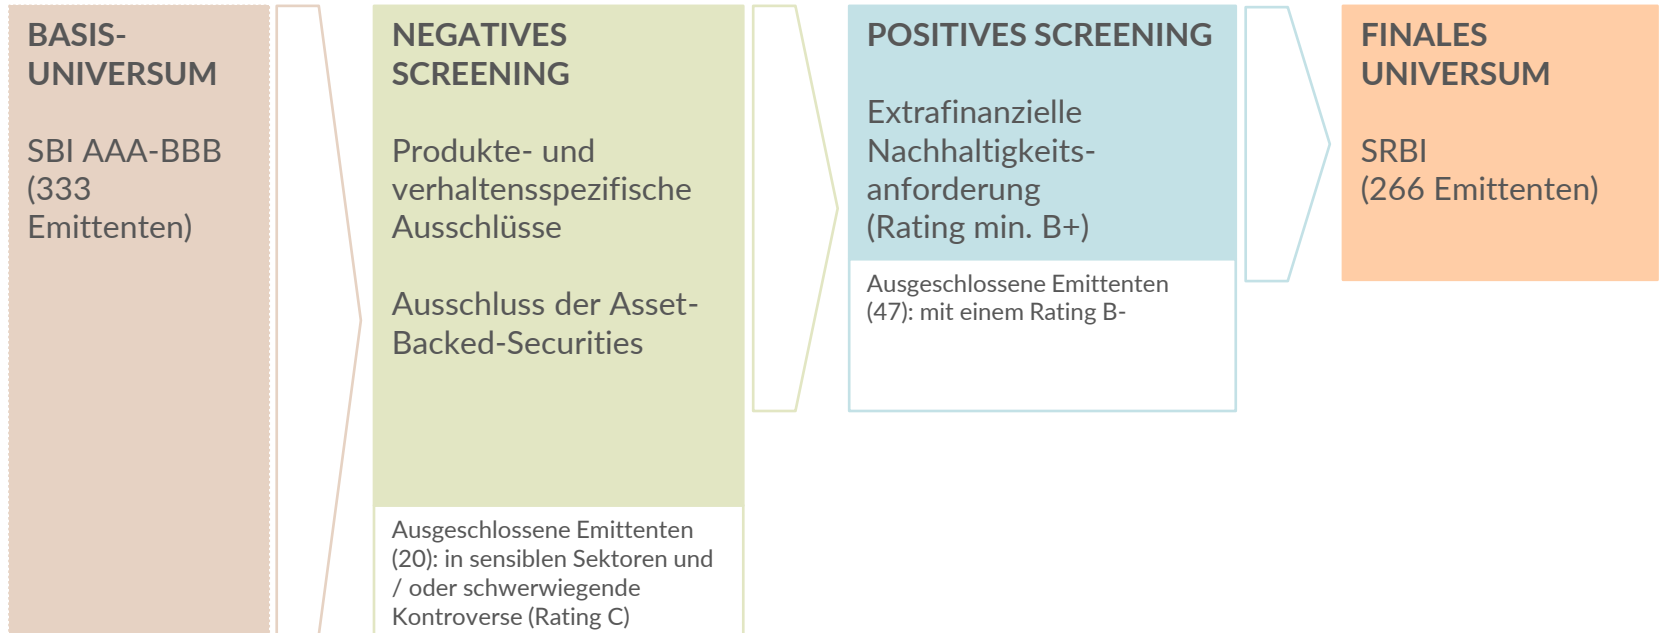 BASIS-
UNIVERSUM
SBI AAA-BBB
(333
Emittenten)
NEGATIVES
SCREENING
Produkte- und
verhaltensspezifische
Ausschlüsse
Ausschluss der Asset-
Backed-Securities
Ausgeschlossene Emittenten
(20): in sensiblen Sektoren und
/ oder schwerwiegende
Kontroverse (Rating C)
POSITIVES SCREENING
Extrafinanzielle
Nachhaltigkeits-
anforderung
(Rating min. B+)
Ausgeschlossene Emittenten
(47): mit einem Rating B-
FINALES
UNIVERSUM
SRBI
(266 Emittenten)